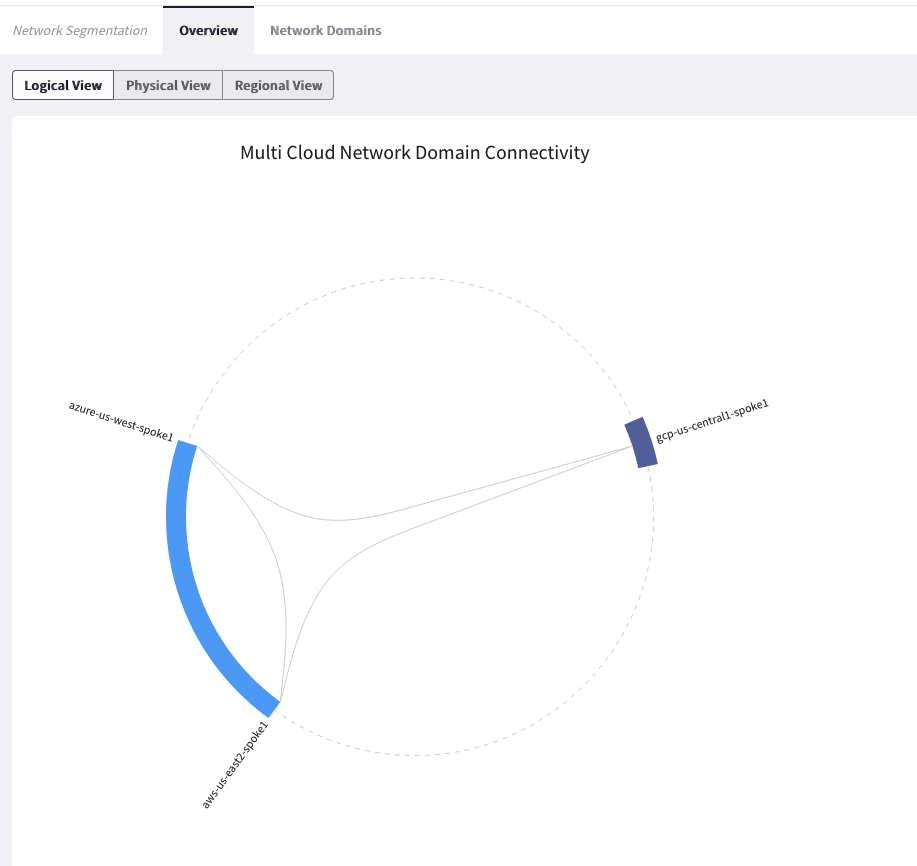 Network Segmentation Overview Network Domains
Logical View Physical View Regional View
Multi Cloud Network Domain Connectivity
azure-us-west-spoke1
gcp-us-central1-spoke1
aws-us-east2-spoke1